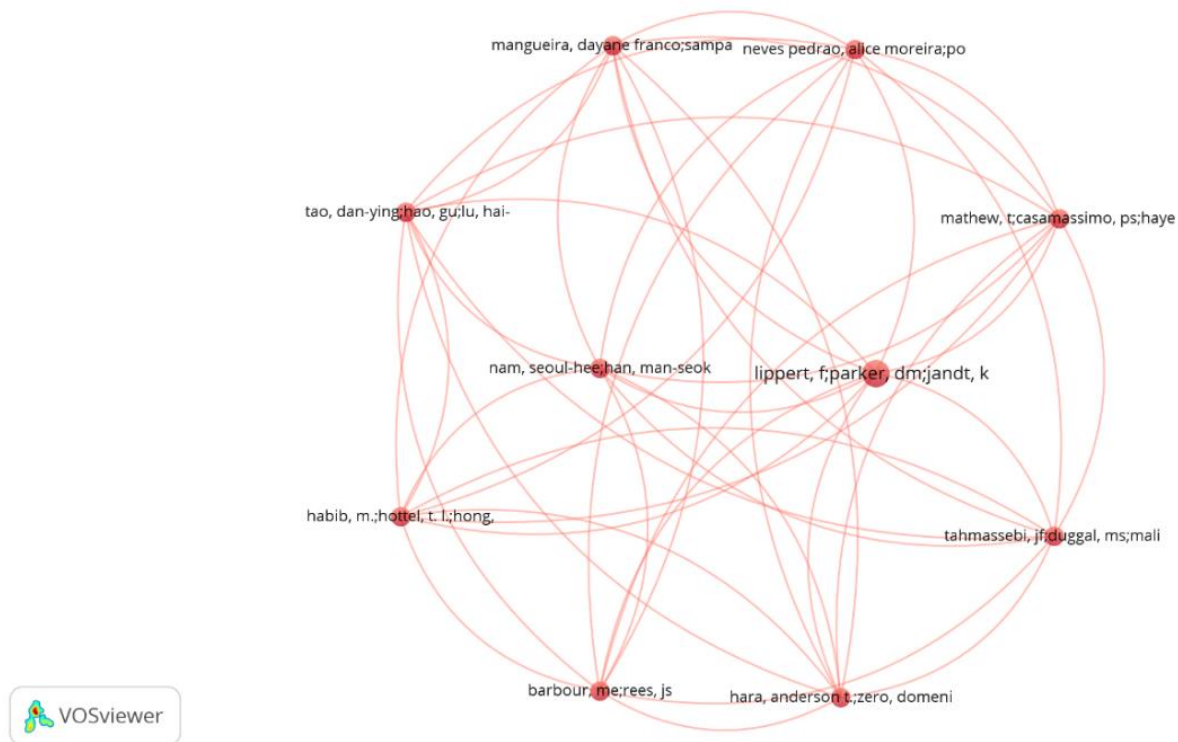 mangueira, dayane franco;sampa
neves pedrao, alice moreira;po
tao, dan-ying;hao, gu;lu, hai-
mathew, t;casamassimo, ps;haye
nam, seoul-hee;han, man-seok
lippert, f;parker, dm;jandt, k
habib, m.;hottel, t. l.;hong,
tahmassebi, jf;duggal, ms;mali
barbour, me;rees, js
hara, anderson t.;zero, domeni
VOSviewer